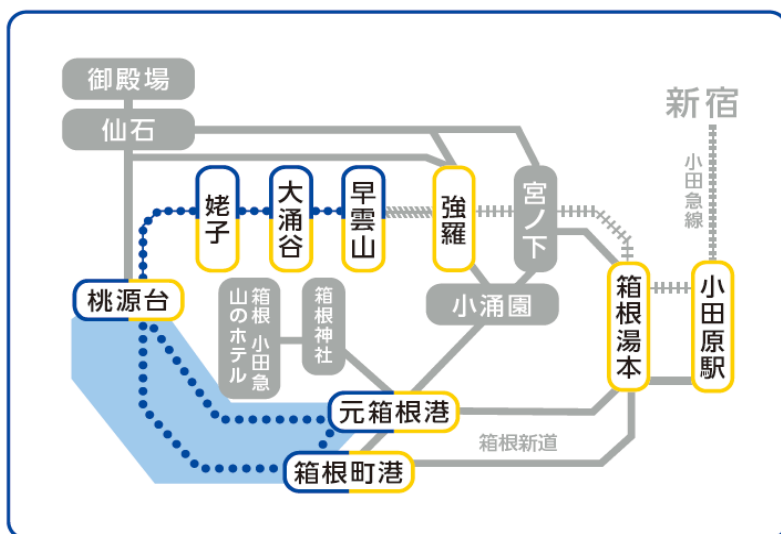 御殿場
仙石
新宿
小田急線
姥子
大涌谷
早雲山
強羅
宮ノ下
桃源台
箱根 小田急
山のホテル
箱根神社
小涌園
箱根湯本
小田原駅
元箱根港
箱根新道
箱根町港